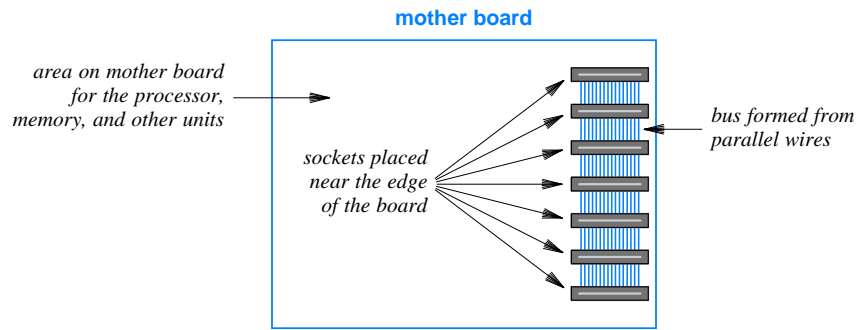 mother board
area on mother board
for the processor,
memory, and other units
sockets placed
near the edge
of the board
bus formed from
parallel wires